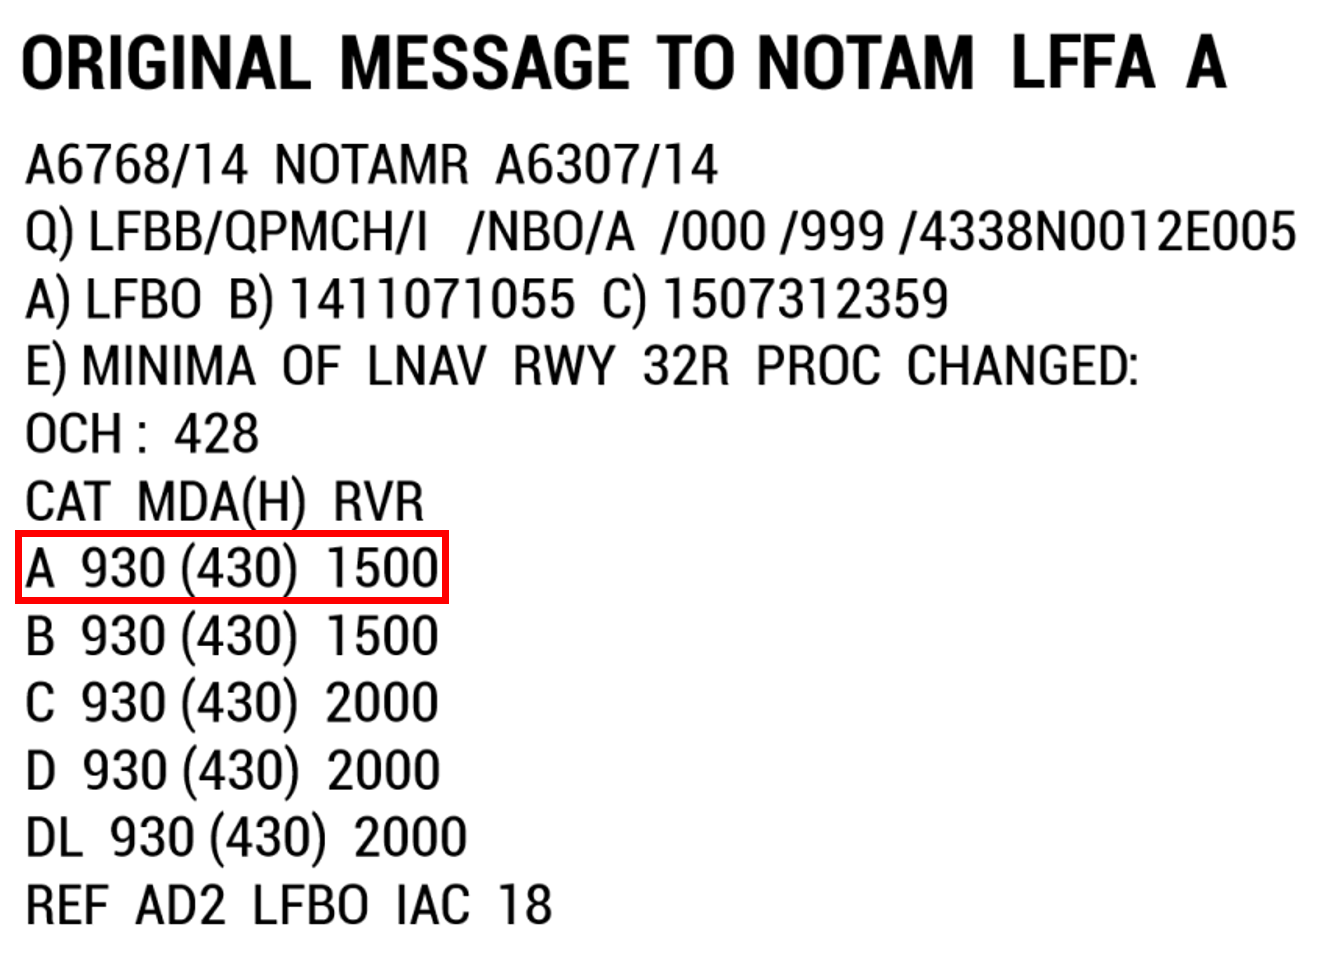 ORIGINAL MESSAGE TO NOTAM LFFA A
A6768/14 NOTAMR A6307/14
Q) LFBB/QPMCH/I /NBO/A /000 /999 /4338N0012E005
A) LFBO B) 1411071055 C) 1507312359
E) MINIMA OF LNAV RWY 32R PROC CHANGED:
OCH : 428
CAT MDA(H) RVR
A 930 (430) 1500
B 930 (430) 1500
C 930 (430) 2000
D 930 (430) 2000
DL 930 (430) 2000
REF AD2 LFBO IAC 18